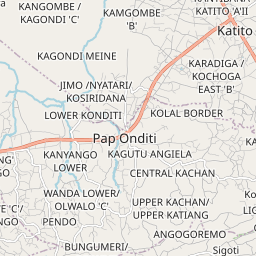 KANGOMBE /
KAGONDI 'C'
KAMGOMBE
'B'
KATITO 'A'II
Katito
KAGONDI MEINE
KARADIGA /
KOCHOGA
EAST 'B'
JIMO /NYATARI/
KOSIRIDANA
LOWER KONDITI
KOLAL BORDER
Pap Onditi
KANYANGO
LOWER
KAGUTU ANGIELA
CENTRAL KACHAN
WANDA LOWER/
OLWALO 'C'
E 'C'/
PENDO
UPPER KACHAN/
UPPER KATIANG
ANGOGOREMO
BUNGUMERI/
Sigoti